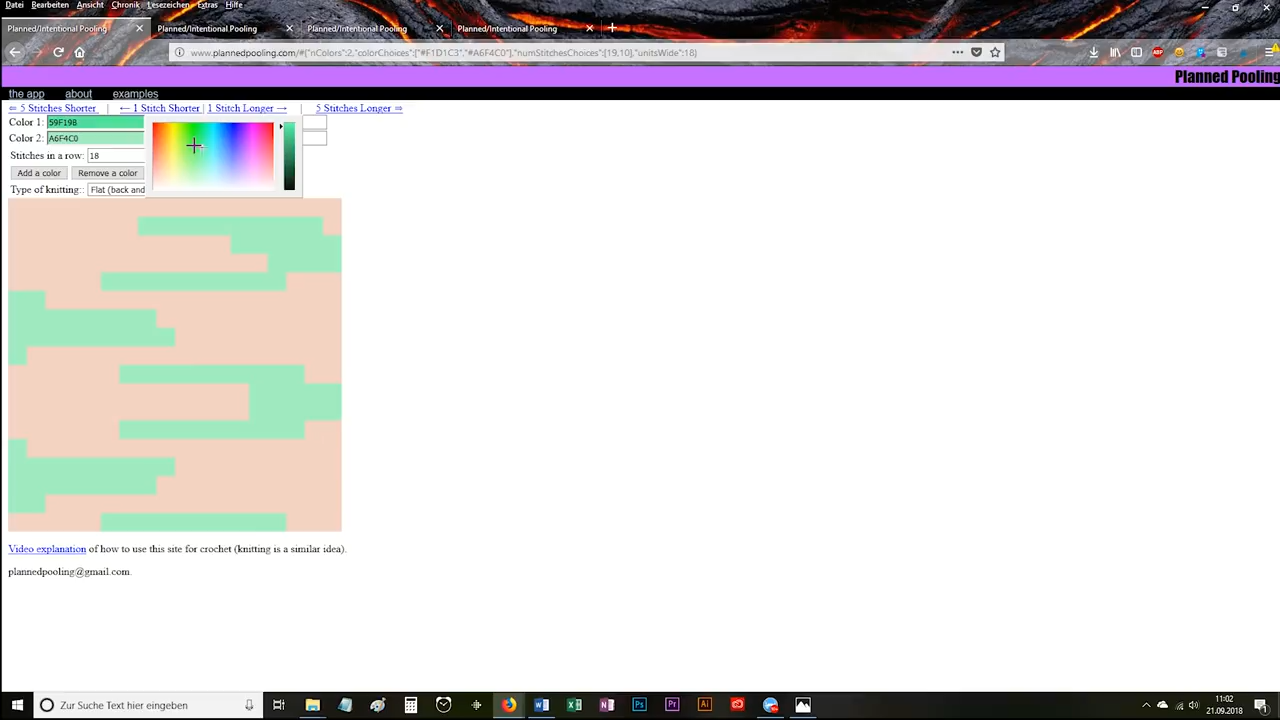 Datei Bearbeiten Ansicht Chronik Lesezeichen Extras Hilfe
Planned/Intentional Pooling Planned/Intentional Pooling Planned/Intentional Pooling Planned/Intentional Pooling
www.plannedpooling.com/#{"nColors":2,"colorChoices":["#F1D1C3","#A6F4C0"],"numStitchesChoices":[19,10],"unitsWide":18}
Planned Pooling
the app about examples
⇐ 5 Stitches Shorter | ← 1 Stitch Shorter | 1 Stitch Longer → | 5 Stitches Longer ⇒
Color 1: 59F19B
Color 2: A6F4C0
Stitches in a row: 18
Add a color Remove a color
Type of knitting:: Flat (back and
Video explanation of how to use this site for crochet (knitting is a similar idea).
plannedpooling@gmail.com.
Zur Suche Text hier eingeben
11:02
21.09.2018